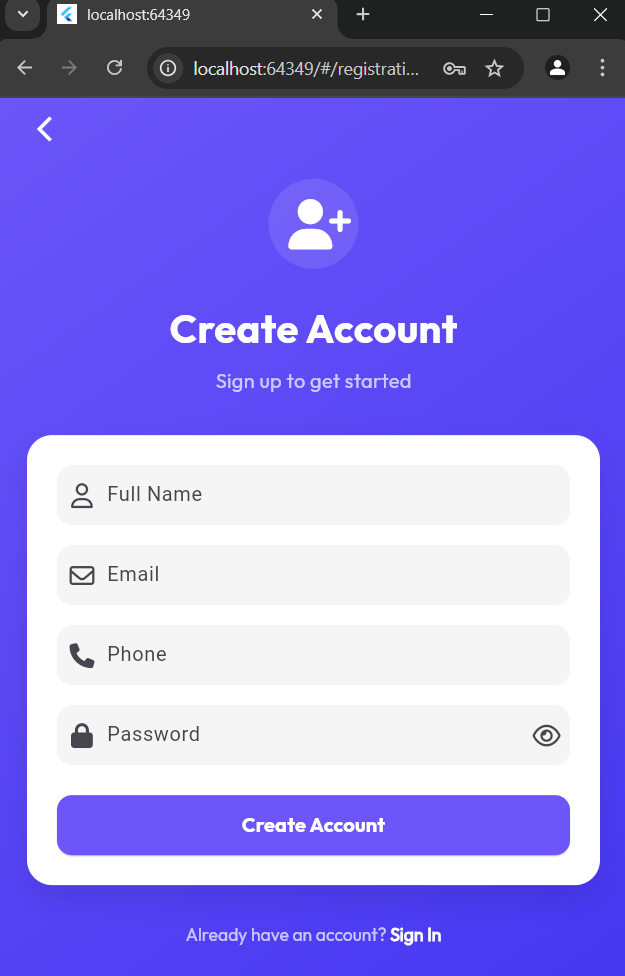 localhost:64349
localhost:64349/#/registrati...
Create Account
Sign up to get started
Full Name
Email
Phone
Password
Create Account
Already have an account? Sign In